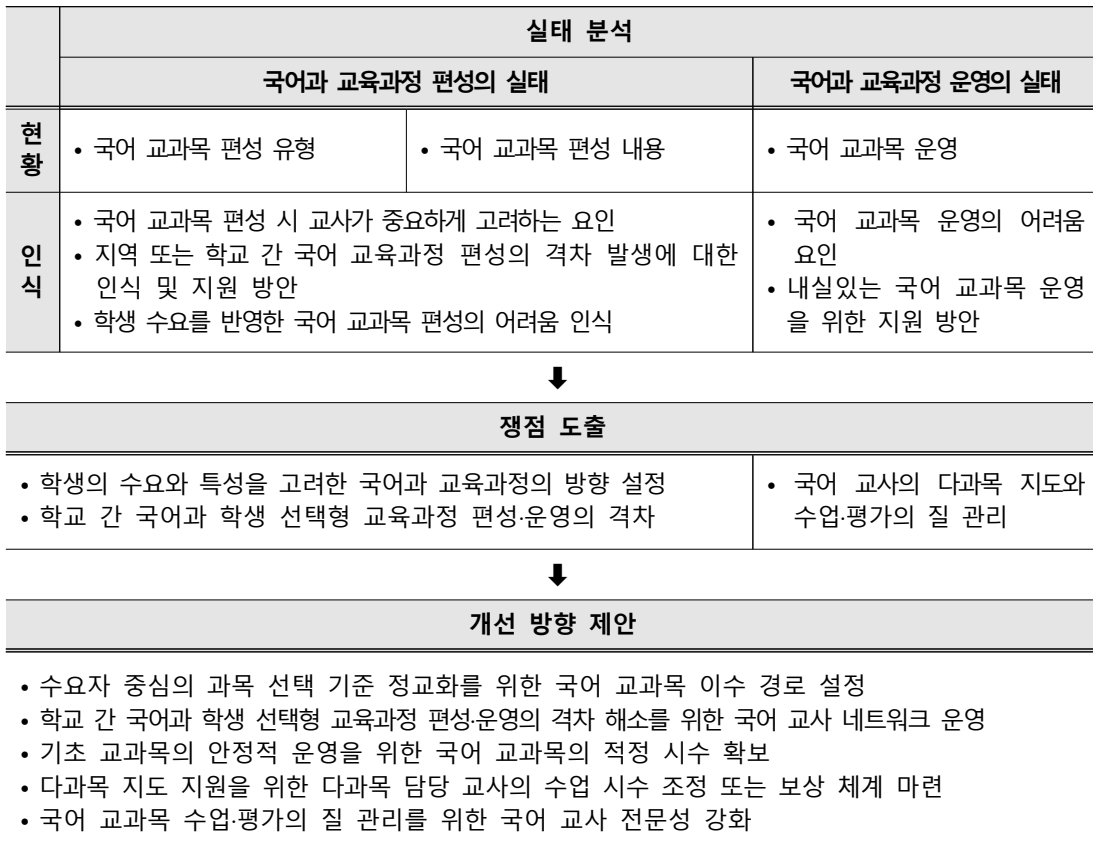 실태 분석
국어과 교육과정 편성의 실태
국어과 교육과정 운영의 실태
현
황
• 국어 교과목 편성 유형
• 국어 교과목 편성 내용
• 국어 교과목 운영
인
식
• 국어 교과목 편성 시 교사가 중요하게 고려하는 요인
• 지역 또는 학교 간 국어 교육과정 편성의 격차 발생에 대한
인식 및 지원 방안
• 학생 수요를 반영한 국어 교과목 편성의 어려움 인식
• 국어 교과목 운영의 어려움
요인
• 내실있는 국어 교과목 운영
을 위한 지원 방안
⬇
쟁점 도출
• 학생의 수요와 특성을 고려한 국어과 교육과정의 방향 설정
• 학교 간 국어과 학생 선택형 교육과정 편성·운영의 격차
• 국어 교사의 다과목 지도와
수업·평가의 질 관리
⬇
개선 방향 제안
• 수요자 중심의 과목 선택 기준 정교화를 위한 국어 교과목 이수 경로 설정
• 학교 간 국어과 학생 선택형 교육과정 편성·운영의 격차 해소를 위한 국어 교사 네트워크 운영
• 기초 교과목의 안정적 운영을 위한 국어 교과목의 적정 시수 확보
• 다과목 지도 지원을 위한 다과목 담당 교사의 수업 시수 조정 또는 보상 체계 마련
• 국어 교과목 수업·평가의 질 관리를 위한 국어 교사 전문성 강화